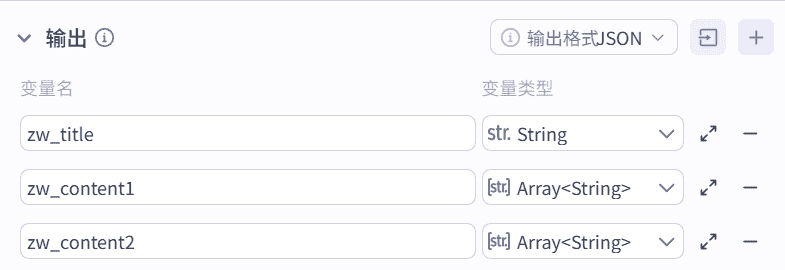 输出
输出格式JSON
变量名 变量类型
zw_title str. String
zw_content1 [str.] Array<String>
zw_content2 [str.] Array<String>